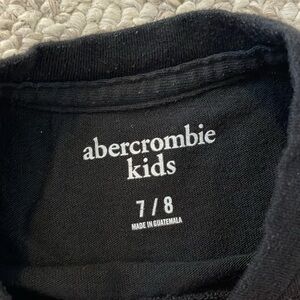 abercrombie
kids
7 / 8
MADE IN GUATEMALA